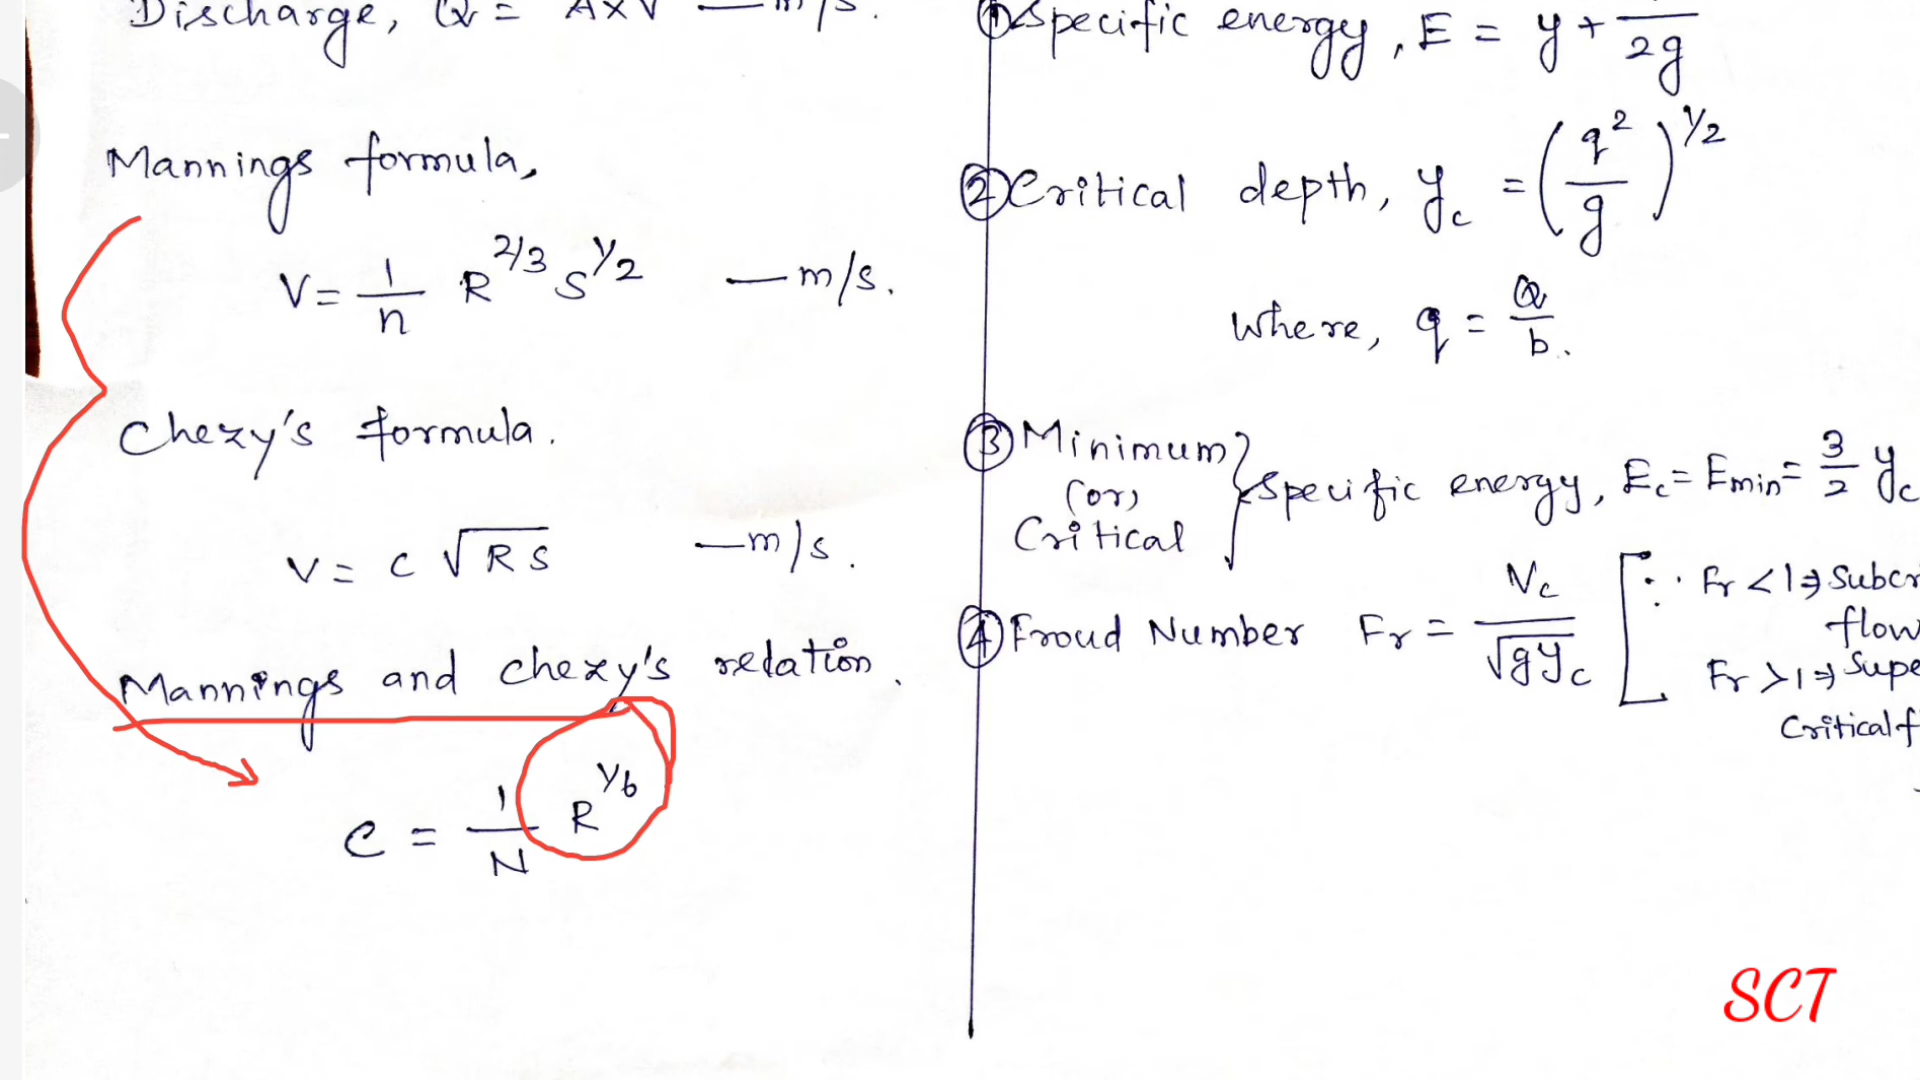 Discharge, Q = A×V — m/s.
Mannings formula,
V = 1/n R^2/3 S^1/2 — m/s.
Chezy's formula.
V = C √RS — m/s.
Mannings and chezy's relation.
C = 1/N R^1/6
① Specific energy, E = y + /2g
② Critical depth, yc = (q²/g)^1/2
where, q = Q/b.
③ Minimum (or) Critical } Specific energy, Ec = Emin = 3/2 yc
④ Froud Number Fr = Vc/√gyc [∵ Fr < 1 ⇒ Subcr
flow
Fr > 1 ⇒ Supe
Critical f
SCT